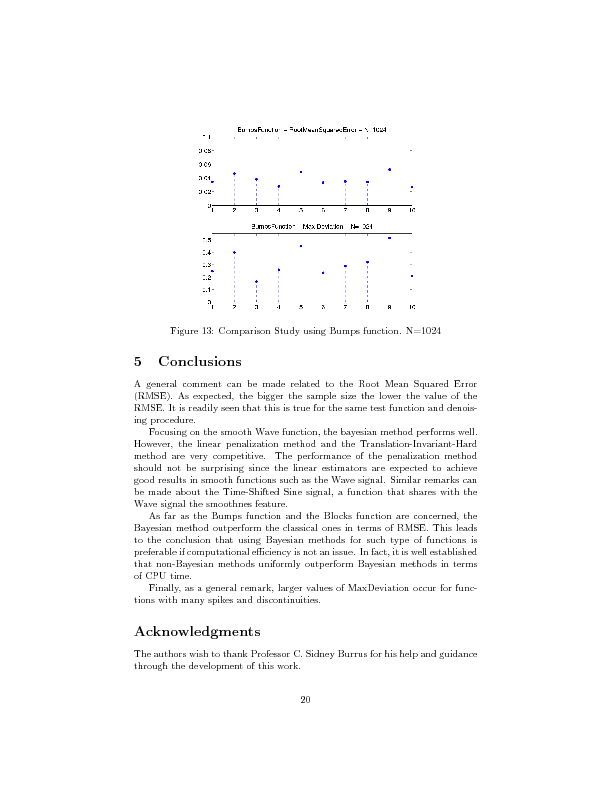 BumpsFunction - RootMeanSquaredError - N=1024
0.1
0.08
0.06
0.04
0.02
0
1 2 3 4 5 6 7 8 9 10
BumpsFunction - MaxDeviation - N=1024
0.5
0.4
0.3
0.2
0.1
0
1 2 3 4 5 6 7 8 9 10
Figure 13: Comparison Study using Bumps function. N=1024
5 Conclusions
A general comment can be made related to the Root Mean Squared Error
(RMSE). As expected, the bigger the sample size the lower the value of the
RMSE. It is readily seen that this is true for the same test function and denois-
ing procedure.
Focusing on the smooth Wave function, the bayesian method performs well.
However, the linear penalization method and the Translation-Invariant-Hard
method are very competitive. The performance of the penalization method
should not be surprising since the linear estimators are expected to achieve
good results in smooth functions such as the Wave signal. Similar remarks can
be made about the Time-Shifted Sine signal, a function that shares with the
Wave signal the smoothnes feature.
As far as the Bumps function and the Blocks function are concerned, the
Bayesian method outperform the classical ones in terms of RMSE. This leads
to the conclusion that using Bayesian methods for such type of functions is
preferable if computational efficiency is not an issue. In fact, it is well established
that non-Bayesian methods uniformly outperform Bayesian methods in terms
of CPU time.
Finally, as a general remark, larger values of MaxDeviation occur for func-
tions with many spikes and discontinuities.
Acknowledgments
The authors wish to thank Professor C. Sidney Burrus for his help and guidance
through the development of this work.
20